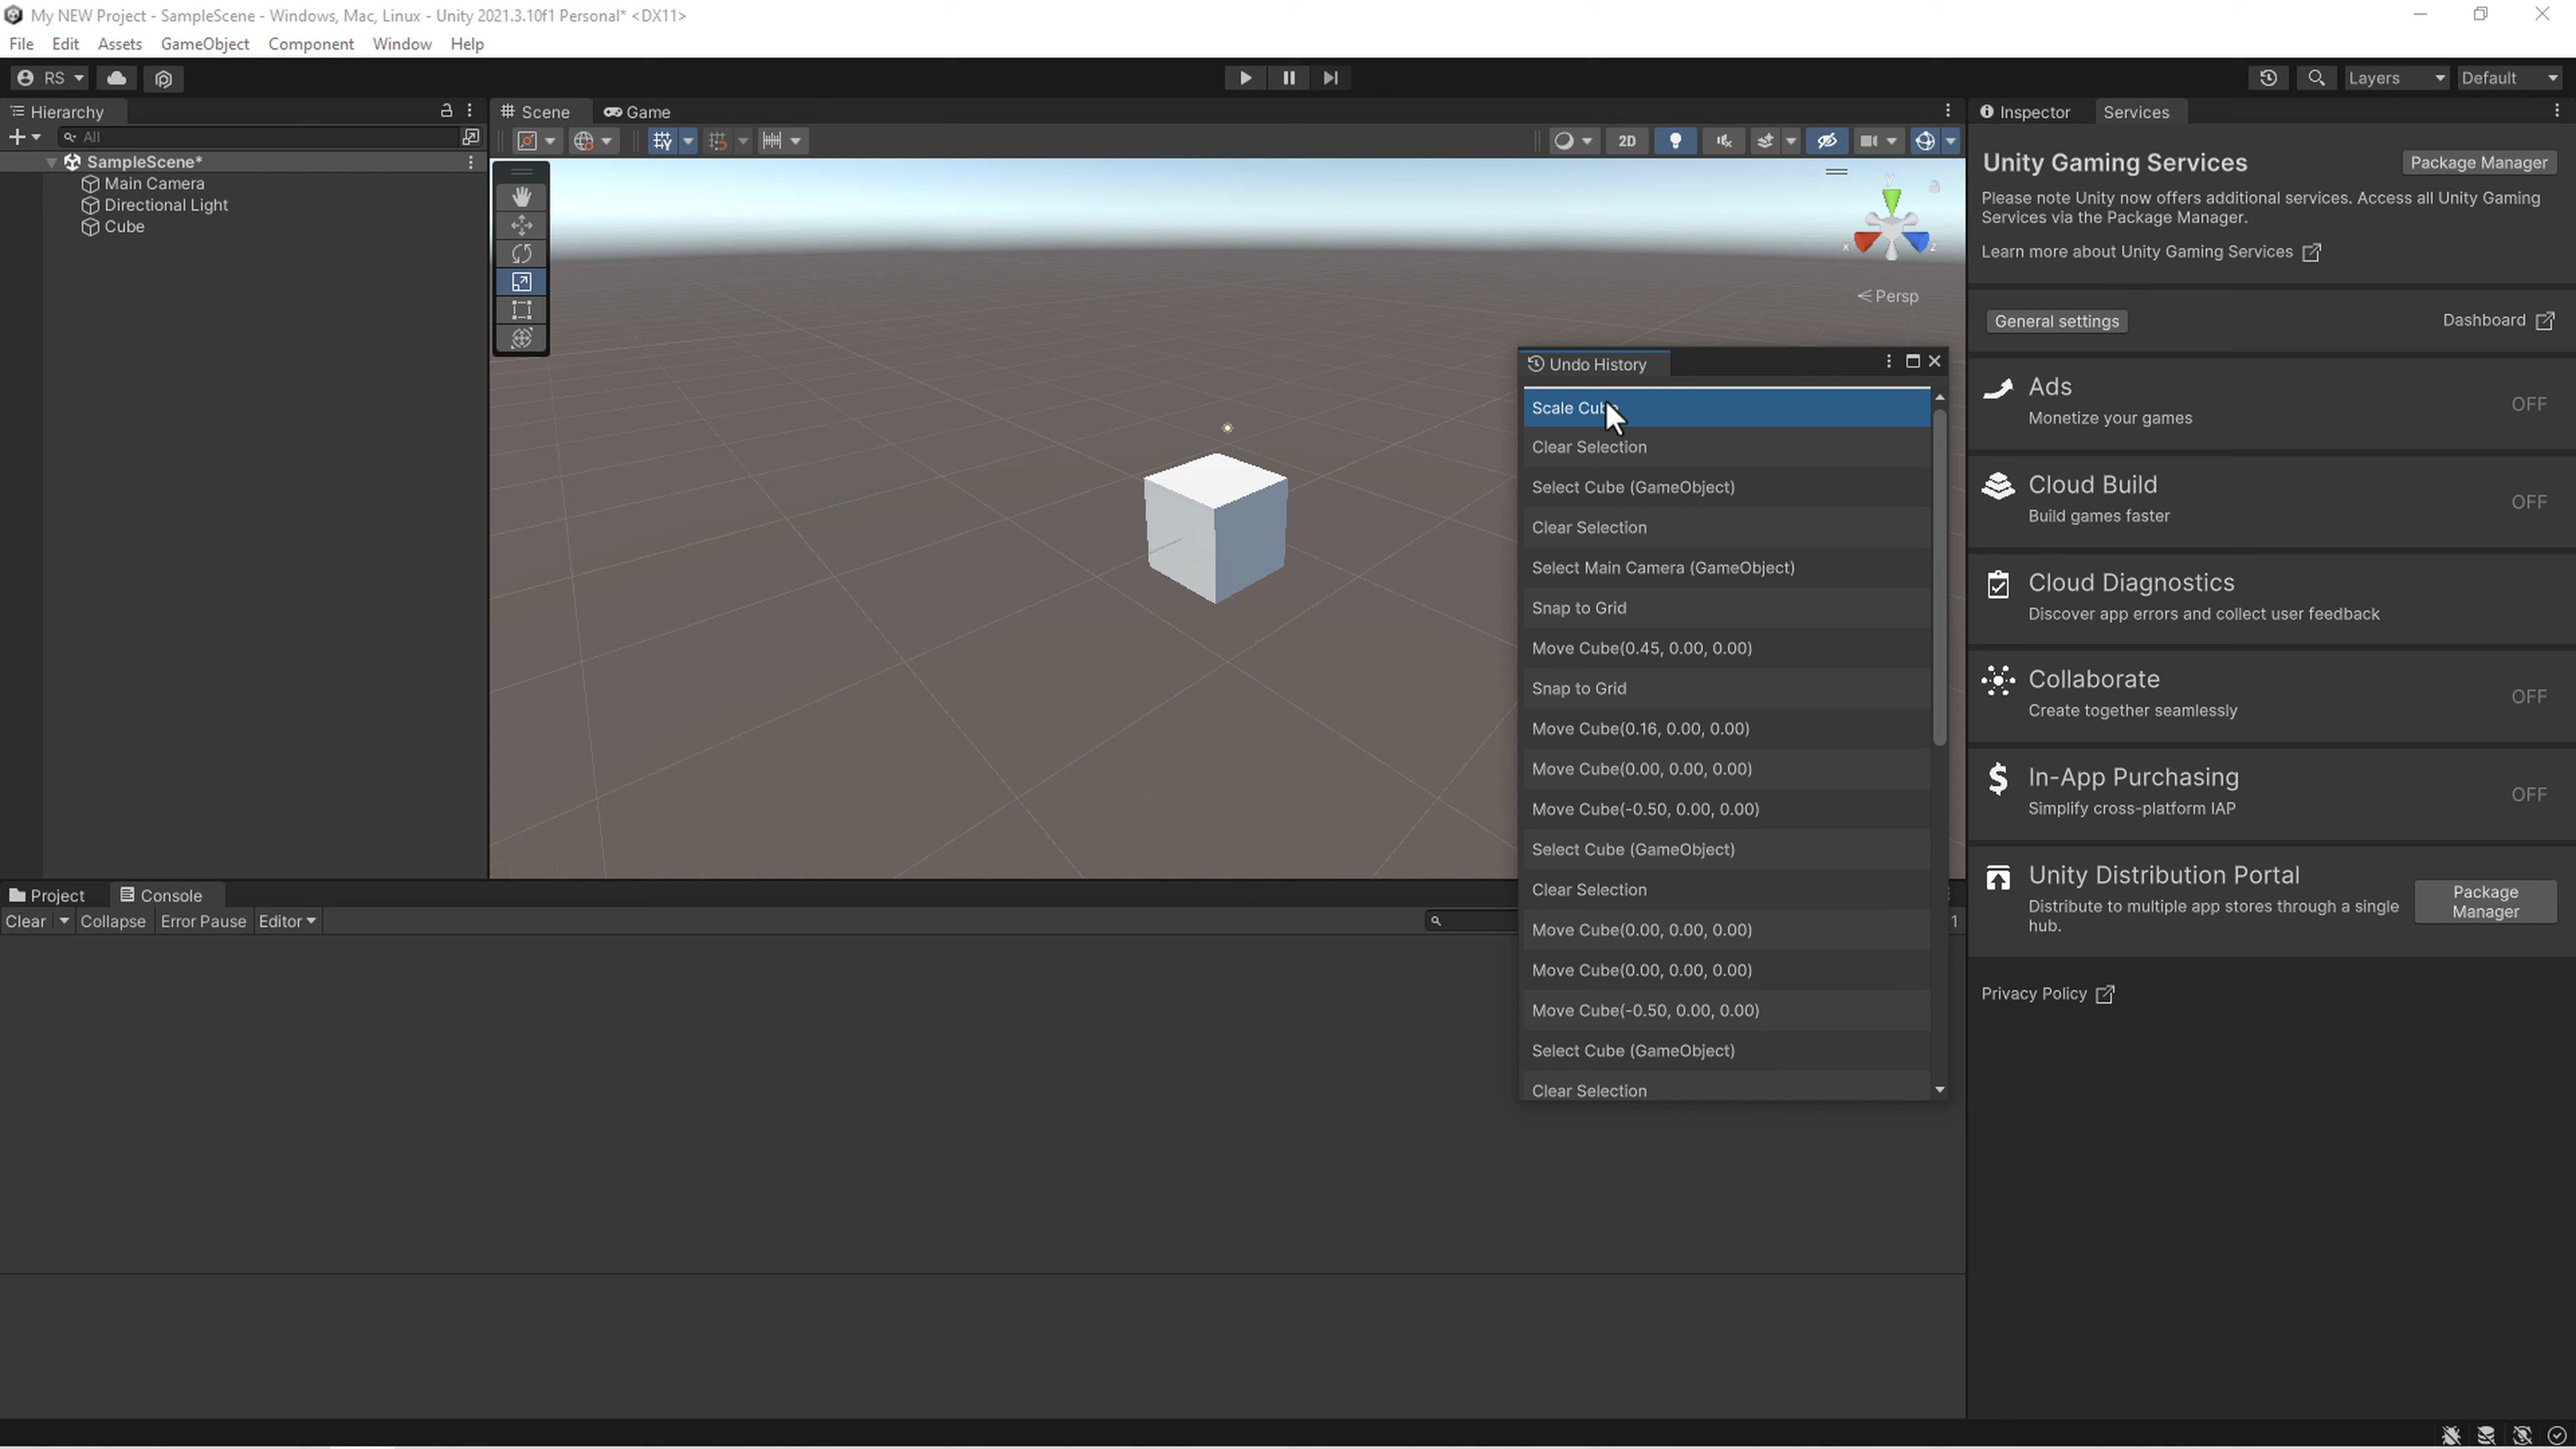 My NEW Project - SampleScene - Windows, Mac, Linux - Unity 2021.3.10f1 Personal* <DX11>
File Edit Assets GameObject Component Window Help
RS Layers Default
Hierarchy
All
SampleScene*
Main Camera
Directional Light
Cube
Scene Game
2D
y
x z
Persp
Undo History
Scale Cube
Clear Selection
Select Cube (GameObject)
Clear Selection
Select Main Camera (GameObject)
Snap to Grid
Move Cube(0.45, 0.00, 0.00)
Snap to Grid
Move Cube(0.16, 0.00, 0.00)
Move Cube(0.00, 0.00, 0.00)
Move Cube(-0.50, 0.00, 0.00)
Select Cube (GameObject)
Clear Selection
Move Cube(0.00, 0.00, 0.00)
Move Cube(0.00, 0.00, 0.00)
Move Cube(-0.50, 0.00, 0.00)
Select Cube (GameObject)
Clear Selection
Project Console
Clear Collapse Error Pause Editor
1
Inspector Services
Unity Gaming Services Package Manager
Please note Unity now offers additional services. Access all Unity Gaming
Services via the Package Manager.
Learn more about Unity Gaming Services
General settings Dashboard
Ads
Monetize your games
OFF
Cloud Build
Build games faster
OFF
Cloud Diagnostics
Discover app errors and collect user feedback
Collaborate
Create together seamlessly
OFF
In-App Purchasing
Simplify cross-platform IAP
OFF
Unity Distribution Portal
Distribute to multiple app stores through a single
hub.
Package
Manager
Privacy Policy